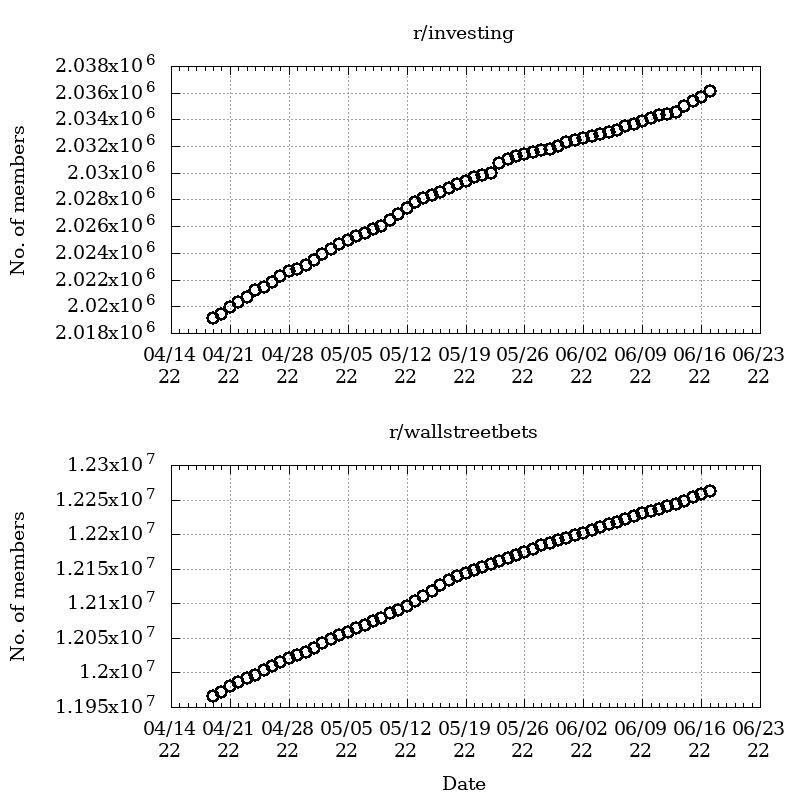 r/investing
No. of members
2.038x10^6
2.036x10^6
2.034x10^6
2.032x10^6
2.03x10^6
2.028x10^6
2.026x10^6
2.024x10^6
2.022x10^6
2.02x10^6
2.018x10^6
04/14 04/21 04/28 05/05 05/12 05/19 05/26 06/02 06/09 06/16 06/23
22 22 22 22 22 22 22 22 22 22 22
r/wallstreetbets
No. of members
1.23x10^7
1.225x10^7
1.22x10^7
1.215x10^7
1.21x10^7
1.205x10^7
1.2x10^7
1.195x10^7
04/14 04/21 04/28 05/05 05/12 05/19 05/26 06/02 06/09 06/16 06/23
22 22 22 22 22 22 22 22 22 22 22
Date